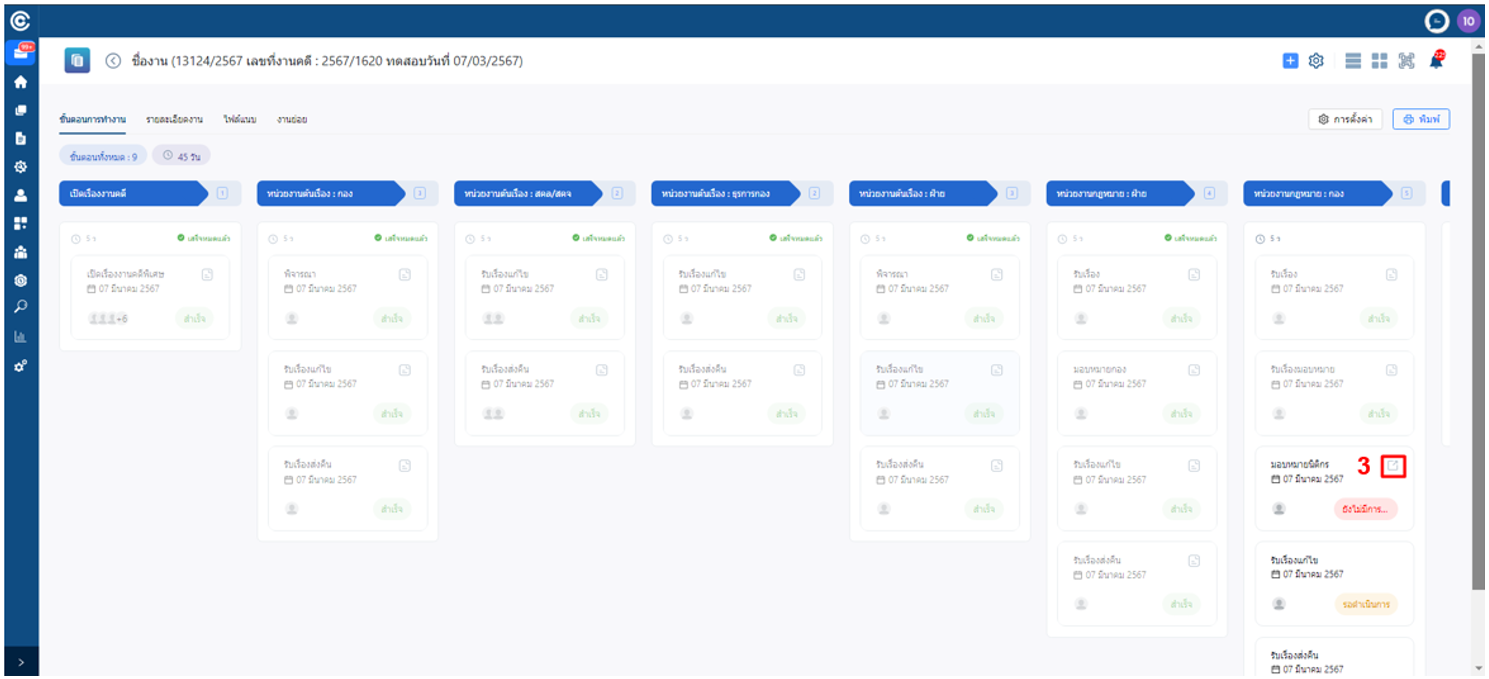 10
99+
ชื่องาน (13124/2567 เลขที่งานคดี : 2567/1620 ทดสอบวันที่ 07/03/2567)
ขั้นตอนการทำงาน รายละเอียดงาน ไฟล์แนบ งานย่อย
การตั้งค่า พิมพ์
ขั้นตอนทั้งหมด : 9 45 วัน
เปิดเรื่องงานคดี 1
5 ว เสร็จหมดแล้ว
เปิดเรื่องงานคดีพิเศษ
07 มีนาคม 2567
+6 สำเร็จ
หน่วยงานต้นเรื่อง : กอง 3
5 ว เสร็จหมดแล้ว
พิจารณา
07 มีนาคม 2567
สำเร็จ
รับเรื่องแก้ไข
07 มีนาคม 2567
สำเร็จ
รับเรื่องส่งคืน
07 มีนาคม 2567
สำเร็จ
หน่วยงานต้นเรื่อง : สคล/สคจ 2
5 ว เสร็จหมดแล้ว
รับเรื่องแก้ไข
07 มีนาคม 2567
สำเร็จ
รับเรื่องส่งคืน
07 มีนาคม 2567
สำเร็จ
หน่วยงานต้นเรื่อง : ธุรการกอง 2
5 ว เสร็จหมดแล้ว
รับเรื่องแก้ไข
07 มีนาคม 2567
สำเร็จ
รับเรื่องส่งคืน
07 มีนาคม 2567
สำเร็จ
หน่วยงานต้นเรื่อง : ฝ่าย 3
5 ว เสร็จหมดแล้ว
พิจารณา
07 มีนาคม 2567
สำเร็จ
รับเรื่องแก้ไข
07 มีนาคม 2567
สำเร็จ
รับเรื่องส่งคืน
07 มีนาคม 2567
สำเร็จ
หน่วยงานกฎหมาย : ฝ่าย 4
5 ว เสร็จหมดแล้ว
รับเรื่อง
07 มีนาคม 2567
สำเร็จ
มอบหมายกอง
07 มีนาคม 2567
สำเร็จ
รับเรื่องแก้ไข
07 มีนาคม 2567
สำเร็จ
รับเรื่องส่งคืน
07 มีนาคม 2567
สำเร็จ
หน่วยงานกฎหมาย : กอง 5
5 ว
รับเรื่อง
07 มีนาคม 2567
สำเร็จ
รับเรื่องมอบหมาย
07 มีนาคม 2567
สำเร็จ
มอบหมายนิติกร 3
07 มีนาคม 2567
ยังไม่มีการ...
รับเรื่องแก้ไข
07 มีนาคม 2567
รอดำเนินการ
รับเรื่องส่งคืน
07 มีนาคม 2567